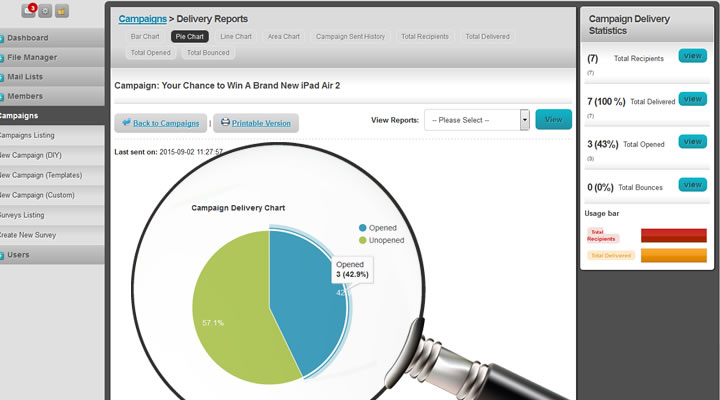 3
Dashboard
File Manager
Mail Lists
Members
Campaigns
Campaigns Listing
New Campaign (DIY)
New Campaign (Templates)
New Campaign (Custom)
Surveys Listing
Create New Survey
Users
Campaigns > Delivery Reports
Bar Chart Pie Chart Line Chart Area Chart Campaign Sent History Total Recipients Total Delivered
Total Opened Total Bounced
Campaign: Your Chance to Win A Brand New iPad Air 2
Back to Campaigns | Printable Version View Reports: -- Please Select -- View
Last sent on: 2015-09-02 11:27:57
Campaign Delivery Chart
Opened
Unopened
Opened
3 (42.9%)
42
57.1%
Campaign Delivery
Statistics
(7) Total Recipients view
(7)
7 (100 %) Total Delivered view
(7)
3 (43%) Total Opened view
(3)
0 (0%) Total Bounces view
Usage bar
Total
Recipients
Total Delivered